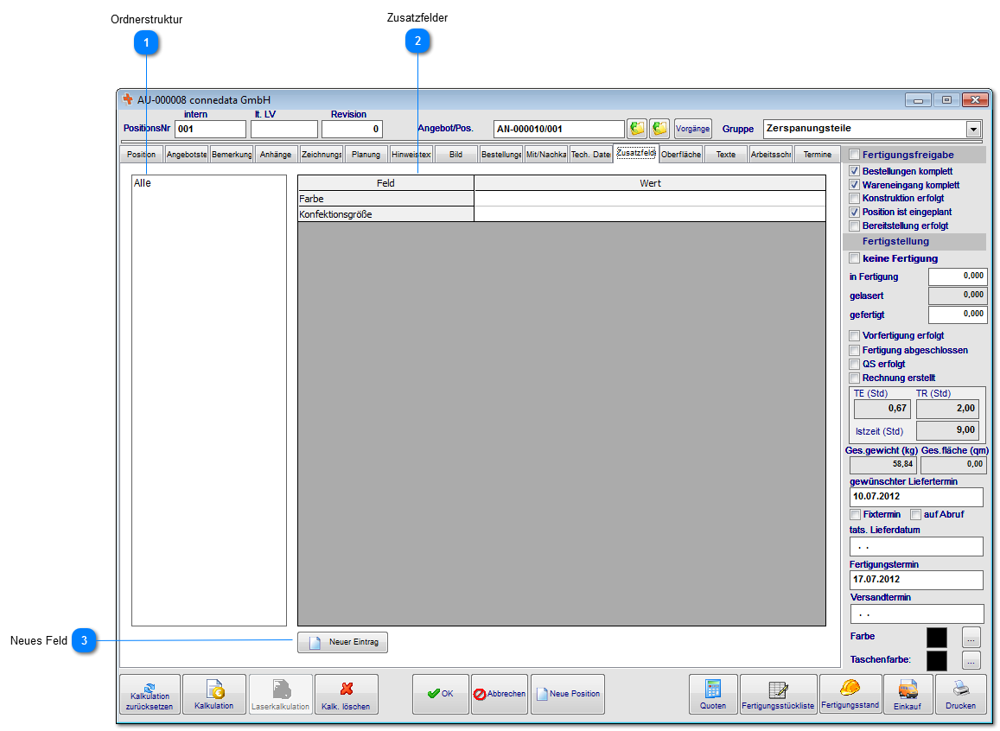 Ordnerstruktur
Zusatzfelder
1
2
AU-000008 connedata GmbH
intern
lt. LV
Revision
PositionsNr
001
0
Angebot/Pos.
AN-000010/001
Vorgänge
Gruppe
Zerspanungsteile
Position
Angebotste
Bemerkung
Anhänge
Zeichnungs
Planung
Hinweistex
Bild
Bestellunge
Mit/Nachka
Tech. Date
Zusatzfelde
Oberfläche
Texte
Arbeitsschr
Termine
Alle
Feld
Wert
Farbe
Konfektionsgröße
Neues Feld
3
Neuer Eintrag
Fertigungsfreigabe
Bestellungen komplett
Wareneingang komplett
Konstruktion erfolgt
Position ist eingeplant
Bereitstellung erfolgt
Fertigstellung
keine Fertigung
in Fertigung
0,000
gelasert
0,000
gefertigt
0,000
Vorfertigung erfolgt
Fertigung abgeschlossen
QS erfolgt
Rechnung erstellt
TE (Std)
TR (Std)
0,67
2,00
Istzeit (Std)
9,00
Ges.gewicht (kg)
Ges.fläche (qm)
58,84
0,00
gewünschter Liefertermin
10.07.2012
Fixtermin
auf Abruf
tats. Lieferdatum
. .
Fertigungstermin
17.07.2012
Versandtermin
. .
Farbe
...
Taschenfarbe:
...
Kalkulation
zurücksetzen
Kalkulation
Laserkalkulation
Kalk. löschen
OK
Abbrechen
Neue Position
Quoten
Fertigungsstückliste
Fertigungsstand
Einkauf
Drucken